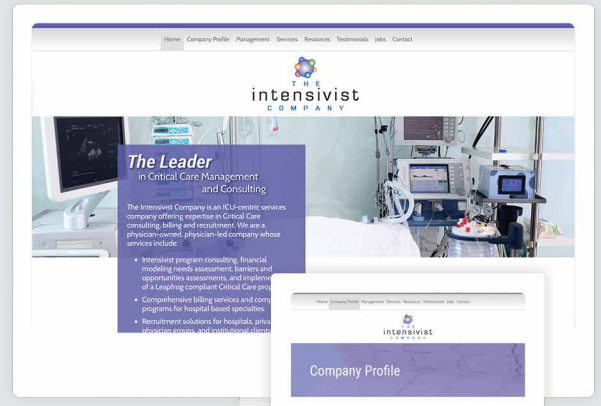 Home Company Profile Management Services Resources Testimonials Jobs Contact
THE
intensivist
COMPANY
The Leader
in Critical Care Management
and Consulting
The Intensivist Company is an ICU-centric services
company offering expertise in Critical Care
consulting, billing and recruitment. We are a
physician-owned, physician-led company whose
services include:
• Intensivist program consulting, financial
modeling needs assessment, barriers and
opportunities assessments, and impleme
of a Leapfrog compliant Critical Care prog
• Comprehensive billing services and comp
programs for hospital based specialties
• Recruitment solutions for hospitals, priva
physician groups, and institutional clients
Home Company Profile Management Services Resources Testimonials Jobs Contact
THE
intensivist
COMPANY
Company Profile